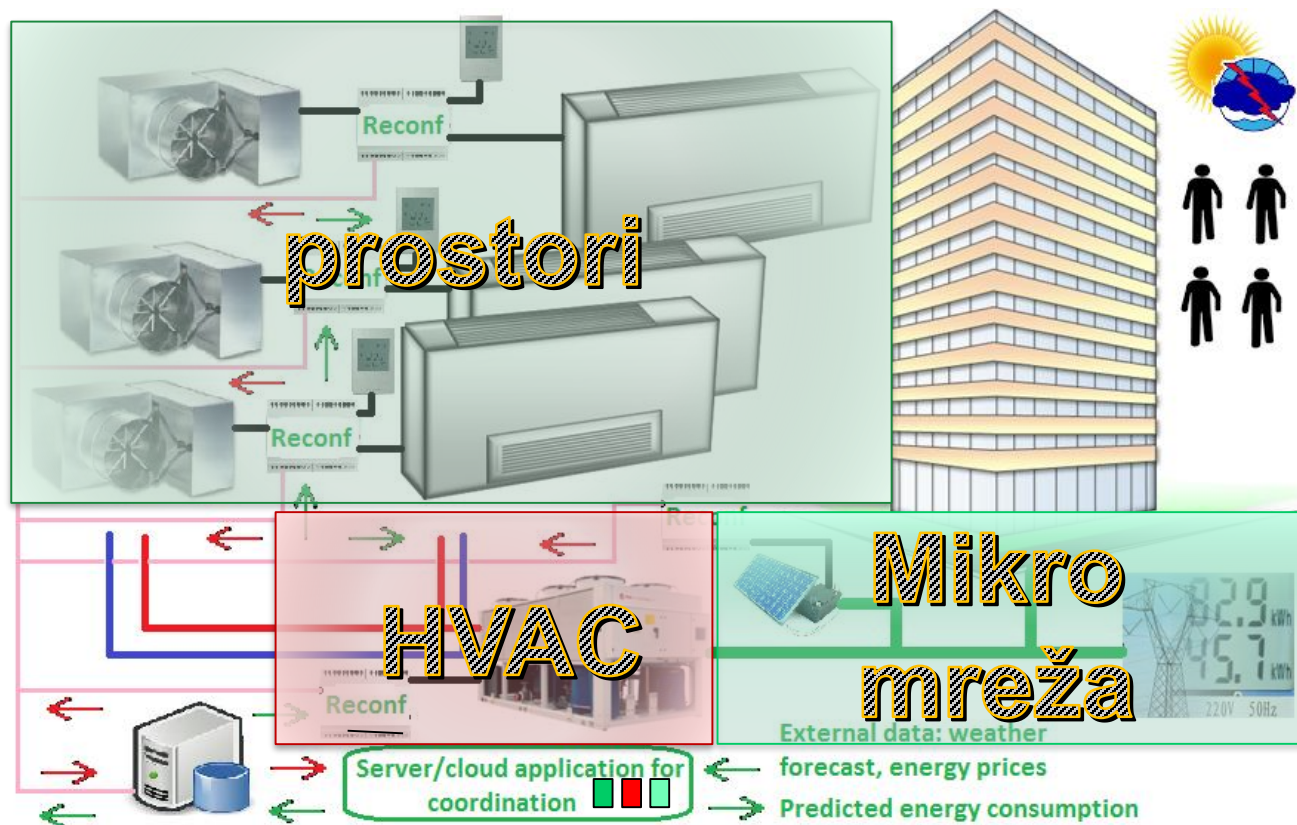 Reconf
prostori
Reconf
Reconf
HVAC
Reconf
Mikro
mreža
82.9 kWh
45.7 kWh
220V 50Hz
Server/cloud application for
coordination
External data: weather
forecast, energy prices
Predicted energy consumption